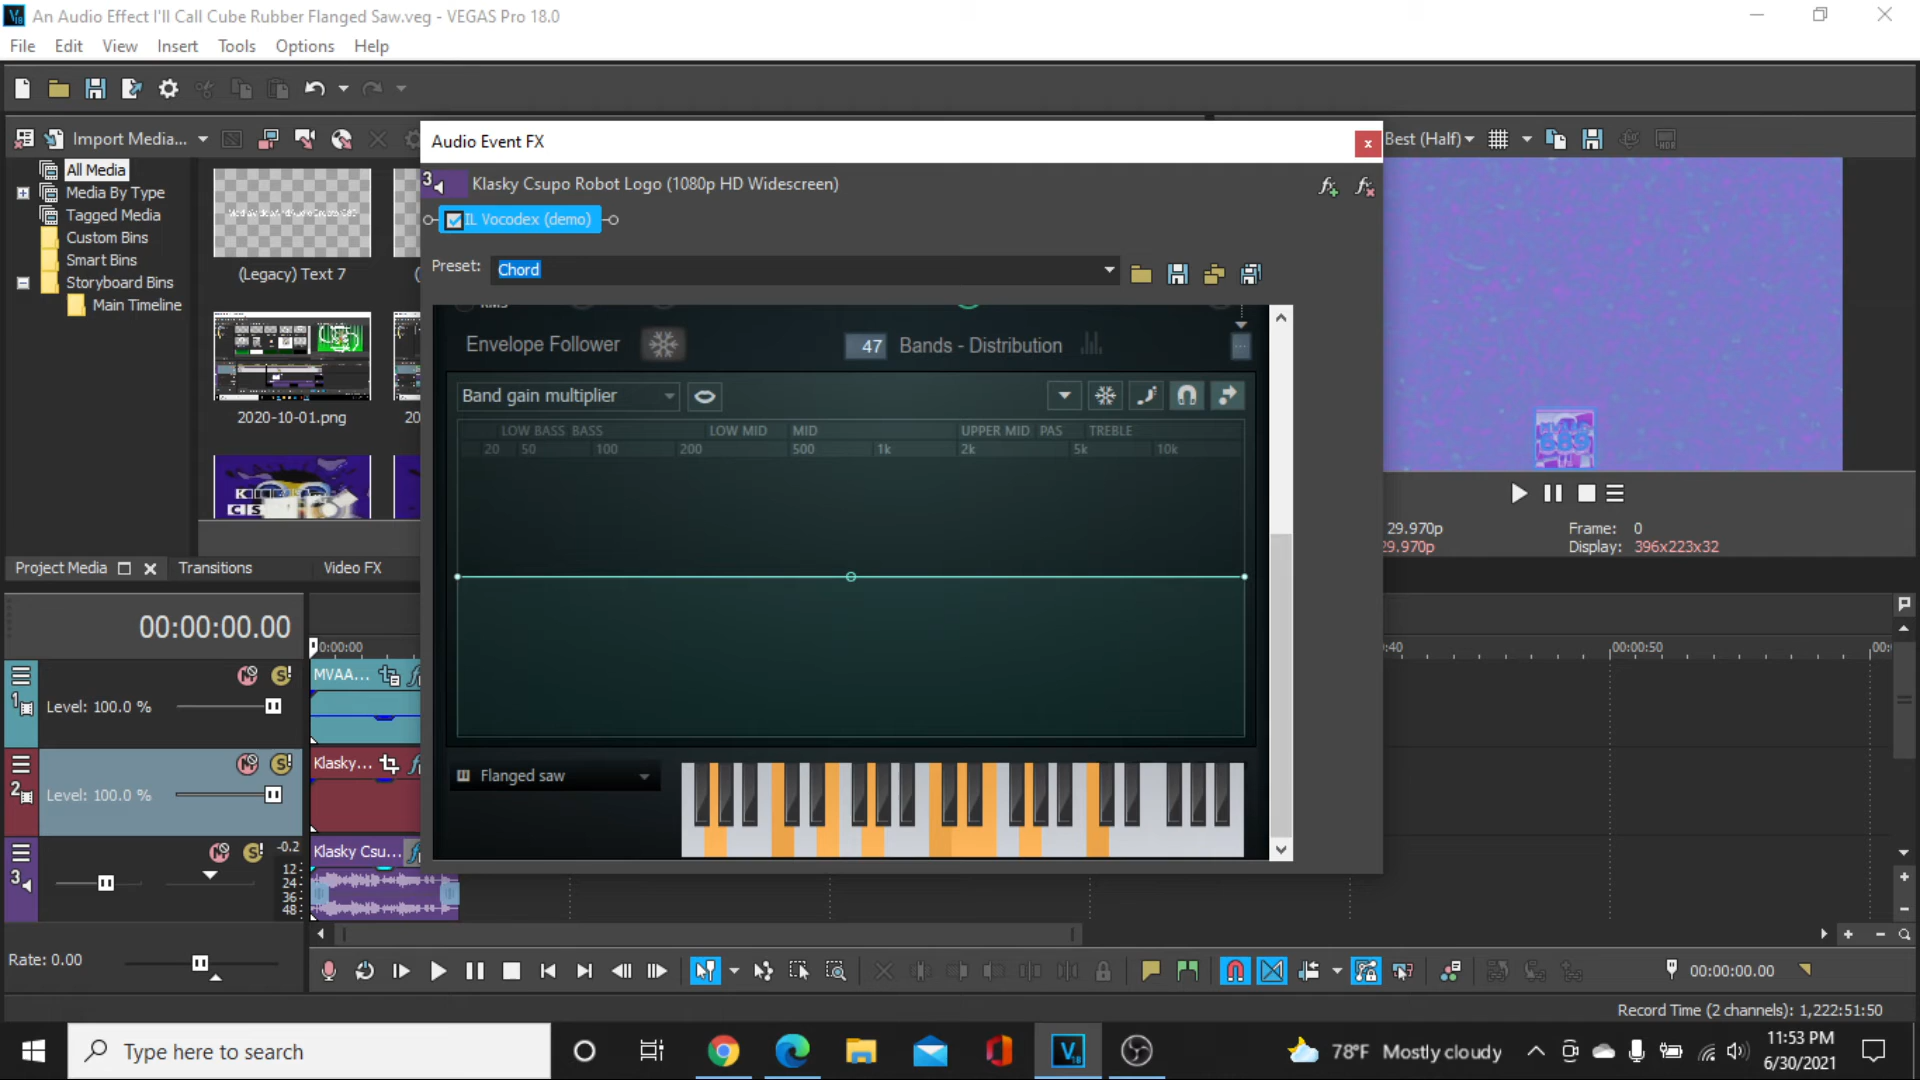 An Audio Effect I'll Call Cube Rubber Flanged Saw.veg - VEGAS Pro 18.0
File Edit View Insert Tools Options Help
Import Media...
All Media
Media By Type
Tagged Media
Custom Bins
Smart Bins
Storyboard Bins
Main Timeline
(Legacy) Text 7
2020-10-01.png
Project Media
Transitions
Video FX
Audio Event FX
3
Klasky Csupo Robot Logo (1080p HD Widescreen)
IL Vocodex (demo)
Preset:
Chord
Envelope Follower
47
Bands - Distribution
Band gain multiplier
LOW BASS BASS LOW MID MID UPPER MID PAS TREBLE
20 50 100 200 500 1k 2k 5k 10k
Flanged saw
Best (Half)
29.970p
29.970p
Frame: 0
Display: 396x223x32
00:00:00.00
0:00:00
:40
00:00:50
00:
1
Level: 100.0 %
MVAA...
2
Level: 100.0 %
Klasky...
3
-0.2
12
24
36
48
Klasky Csu...
Rate: 0.00
00:00:00.00
Record Time (2 channels): 1,222:51:50
Type here to search
78°F Mostly cloudy
11:53 PM
6/30/2021